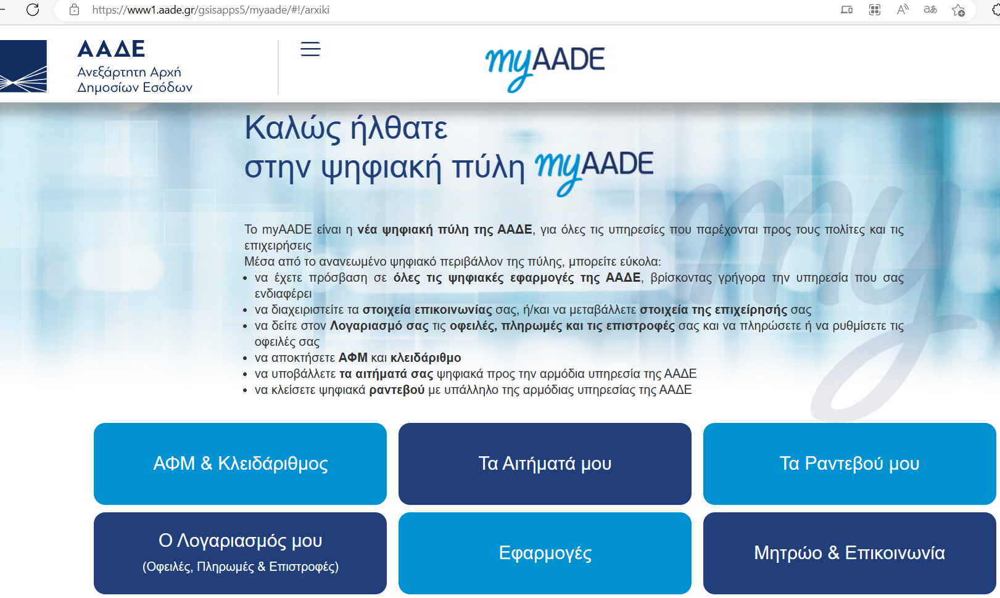 https://www1.aade.gr/gsisapps5/myaade/#!/arxiki
ΑΑΔΕ
Ανεξάρτητη Αρχή
Δημοσίων Εσόδων
myAADE
Καλώς ήλθατε
στην ψηφιακή πύλη myAADE
Το myAADE είναι η νέα ψηφιακή πύλη της ΑΑΔΕ, για όλες τις υπηρεσίες που παρέχονται προς τους πολίτες και τις
επιχειρήσεις
Μέσα από το ανανεωμένο ψηφιακό περιβάλλον της πύλης, μπορείτε εύκολα:
• να έχετε πρόσβαση σε όλες τις ψηφιακές εφαρμογές της ΑΑΔΕ, βρίσκοντας γρήγορα την υπηρεσία που σας
ενδιαφέρει
• να διαχειριστείτε τα στοιχεία επικοινωνίας σας, ή/και να μεταβάλλετε στοιχεία της επιχείρησής σας
• να δείτε στον Λογαριασμό σας τις οφειλές, πληρωμές και τις επιστροφές σας και να πληρώσετε ή να ρυθμίσετε τις
οφειλές σας
• να αποκτήσετε ΑΦΜ και κλειδάριθμο
• να υποβάλλετε τα αιτήματά σας ψηφιακά προς την αρμόδια υπηρεσία της ΑΑΔΕ
• να κλείσετε ψηφιακά ραντεβού με υπάλληλο της αρμόδιας υπηρεσίας της ΑΑΔΕ
my
ΑΦΜ & Κλειδάριθμος
Τα Αιτήματά μου
Τα Ραντεβού μου
Ο Λογαριασμός μου
(Οφειλές, Πληρωμές & Επιστροφές)
Εφαρμογές
Μητρώο & Επικοινωνία